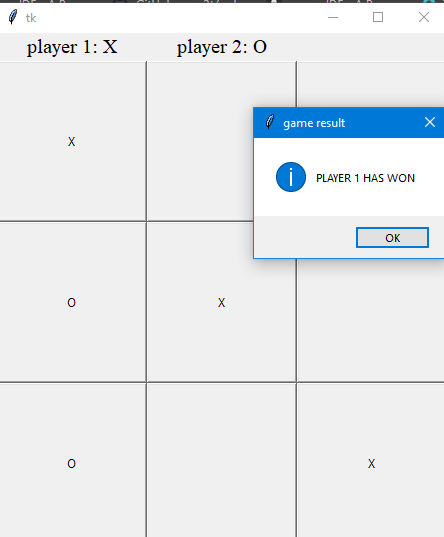 tk
player 1: X
player 2: O
X
game result
PLAYER 1 HAS WON
OK
O
X
O
X